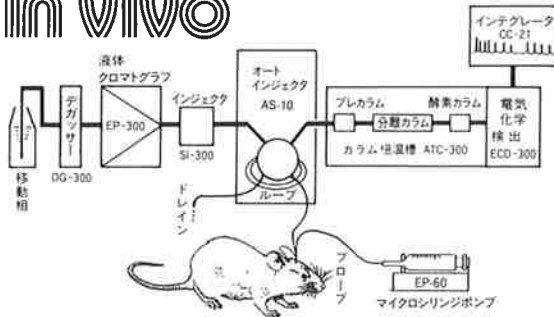 in vivo
インテグレータ
CC-21
液体
クロマトグラフ
オート
インジェクタ
AS-10
デガッサー
EP-300
インジェクタ
SI-300
プレカラム
分離カラム
酵素カラム
電気
化学
検出
ECD-300
カラム恒温槽 ATC-300
移動相
DG-300
ドレイン
ループ
プローブ
EP-60
マイクロシリンジポンプ